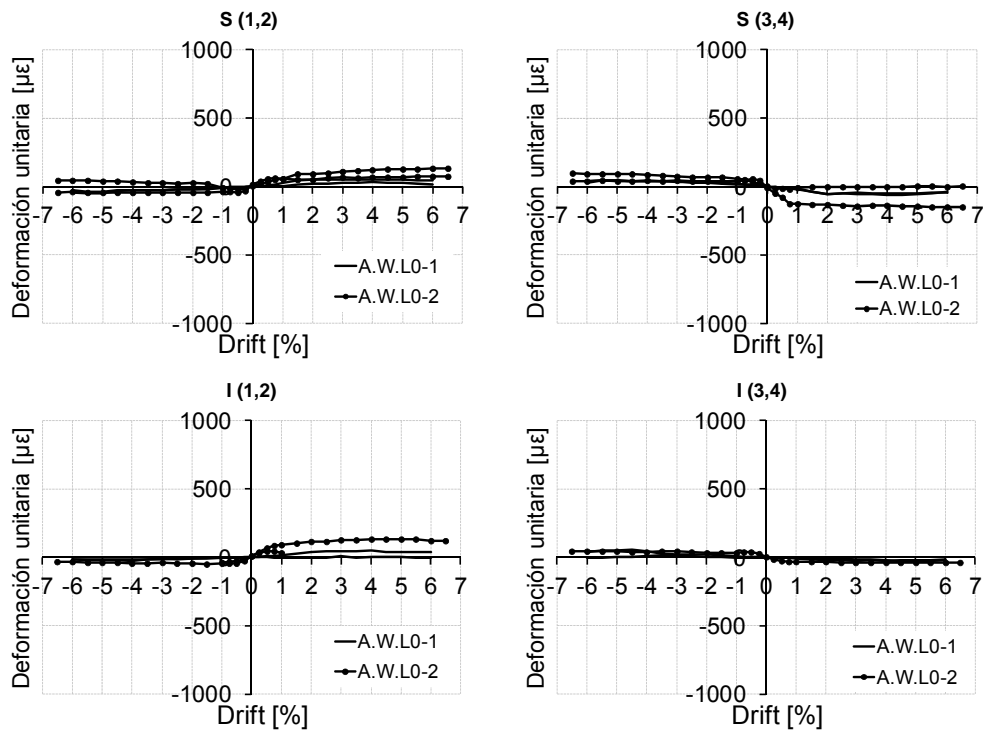 S (1,2)
Deformación unitaria [με]
1000
500
0
-500
-1000
-7 -6 -5 -4 -3 -2 -1 0 1 2 3 4 5 6 7
A.W.L0-1
A.W.L0-2
Drift [%]
S (3,4)
Deformación unitaria [με]
1000
500
0
-500
-1000
-7 -6 -5 -4 -3 -2 -1 0 1 2 3 4 5 6 7
A.W.L0-1
A.W.L0-2
Drift [%]
I (1,2)
Deformación unitaria [με]
1000
500
0
-500
-1000
-7 -6 -5 -4 -3 -2 -1 0 1 2 3 4 5 6 7
A.W.L0-1
A.W.L0-2
Drift [%]
I (3,4)
Deformación unitaria [με]
1000
500
0
-500
-1000
-7 -6 -5 -4 -3 -2 -1 0 1 2 3 4 5 6 7
A.W.L0-1
A.W.L0-2
Drift [%]